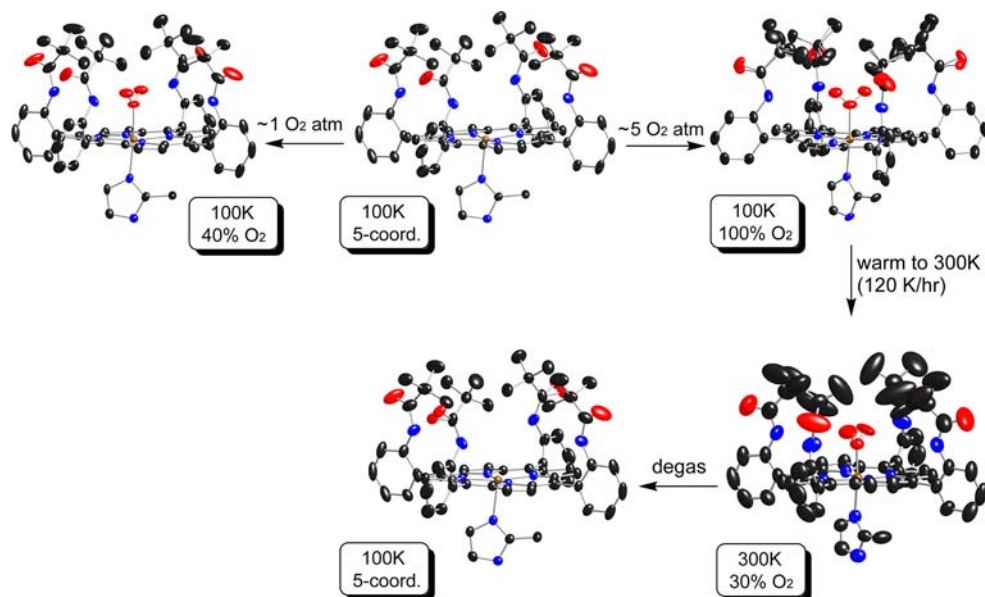 ~1 O₂ atm
~5 O₂ atm
100K
40% O₂
100K
5-coord.
100K
100% O₂
warm to 300K
(120 K/hr)
degas
100K
5-coord.
300K
30% O₂